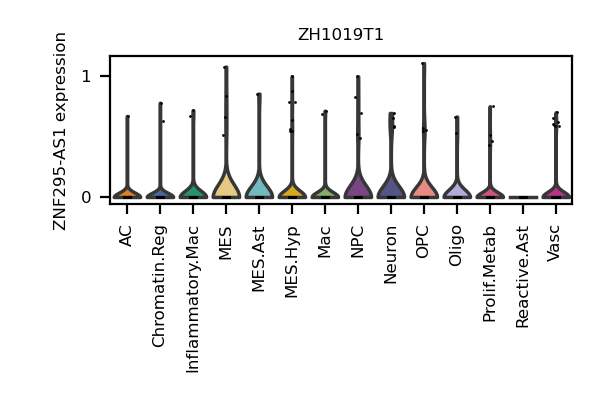 ZH1019T1
ZNF295-AS1 expression
1
0
AC
Chromatin.Reg
Inflammatory.Mac
MES
MES.Ast
MES.Hyp
Mac
NPC
Neuron
OPC
Oligo
Prolif.Metab
Reactive.Ast
Vasc